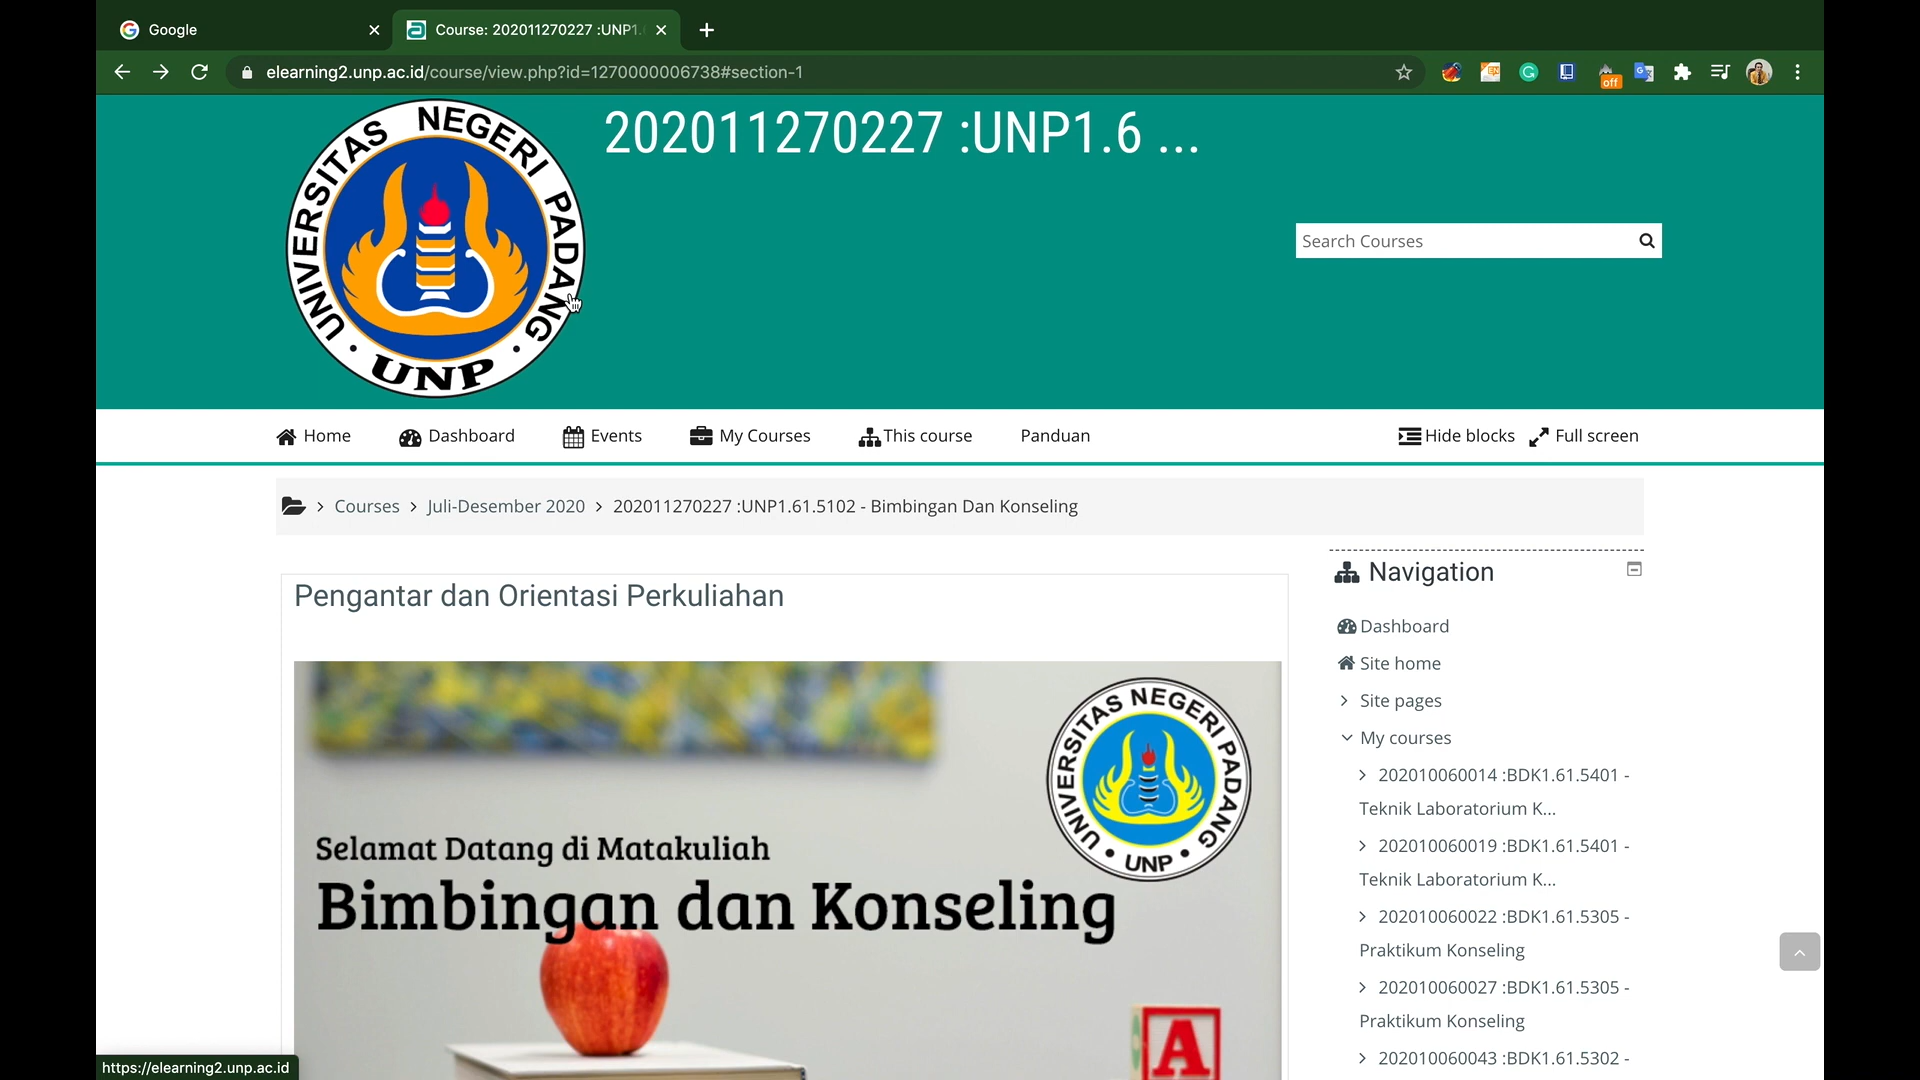 Google
Course: 202011270227 :UNP1.
elearning2.unp.ac.id/course/view.php?id=1270000006738#section-1
off
UNIVERSITAS NEGERI PADANG
UNP
202011270227 :UNP1.6 ...
Search Courses
Home
Dashboard
Events
My Courses
This course
Panduan
Hide blocks
Full screen
Courses > Juli-Desember 2020 > 202011270227 :UNP1.61.5102 - Bimbingan Dan Konseling
Pengantar dan Orientasi Perkuliahan
UNIVERSITAS NEGERI PADANG
UNP
Selamat Datang di Matakuliah
Bimbingan dan Konseling
A
Navigation
Dashboard
Site home
Site pages
My courses
202010060014 :BDK1.61.5401 -
Teknik Laboratorium K...
202010060019 :BDK1.61.5401 -
Teknik Laboratorium K...
202010060022 :BDK1.61.5305 -
Praktikum Konseling
202010060027 :BDK1.61.5305 -
Praktikum Konseling
202010060043 :BDK1.61.5302 -
https://elearning2.unp.ac.id